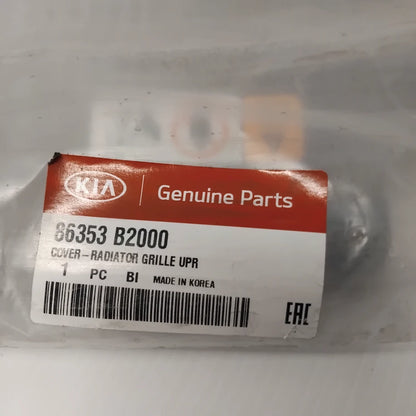 KIA Genuine Parts
86353 B2000
COVER-RADIATOR GRILLE UPR
1 PC BI MADE IN KOREA
EAC